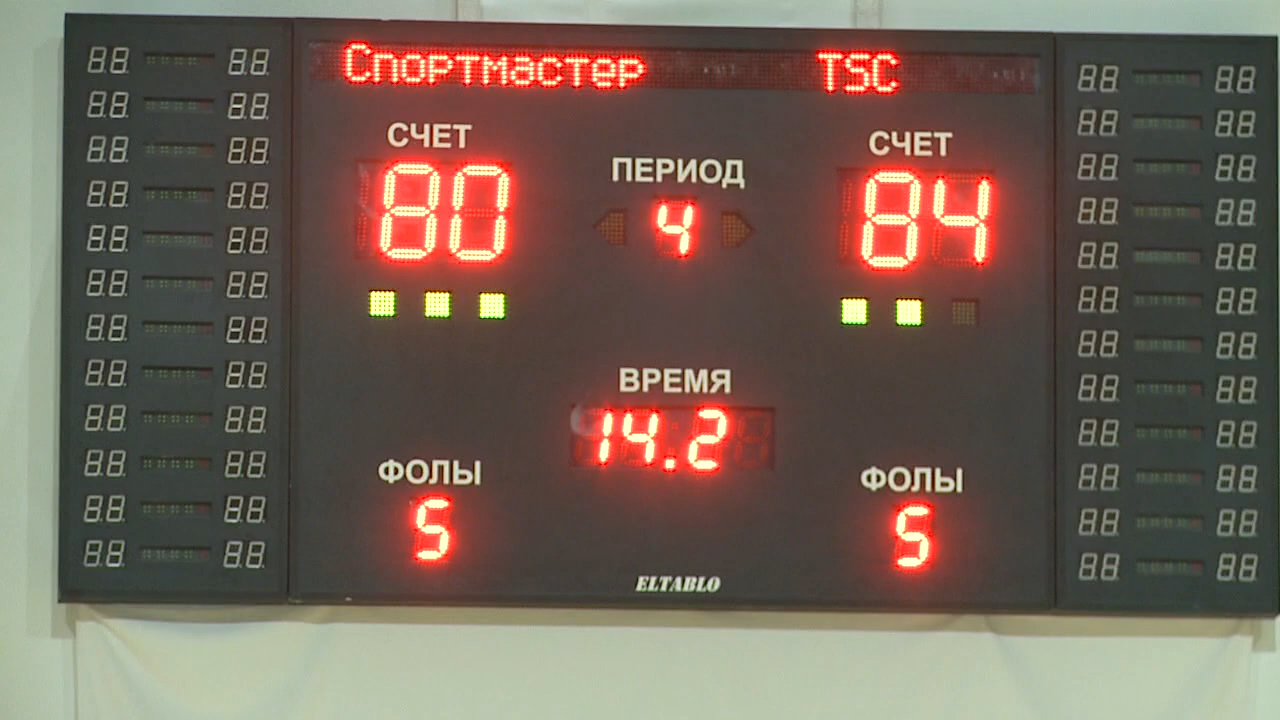 Спортмастер TSC
СЧЕТ СЧЕТ
ПЕРИОД
80 4 84
ВРЕМЯ
14.2
ФОЛЫ ФОЛЫ
5 5
ELTABLO